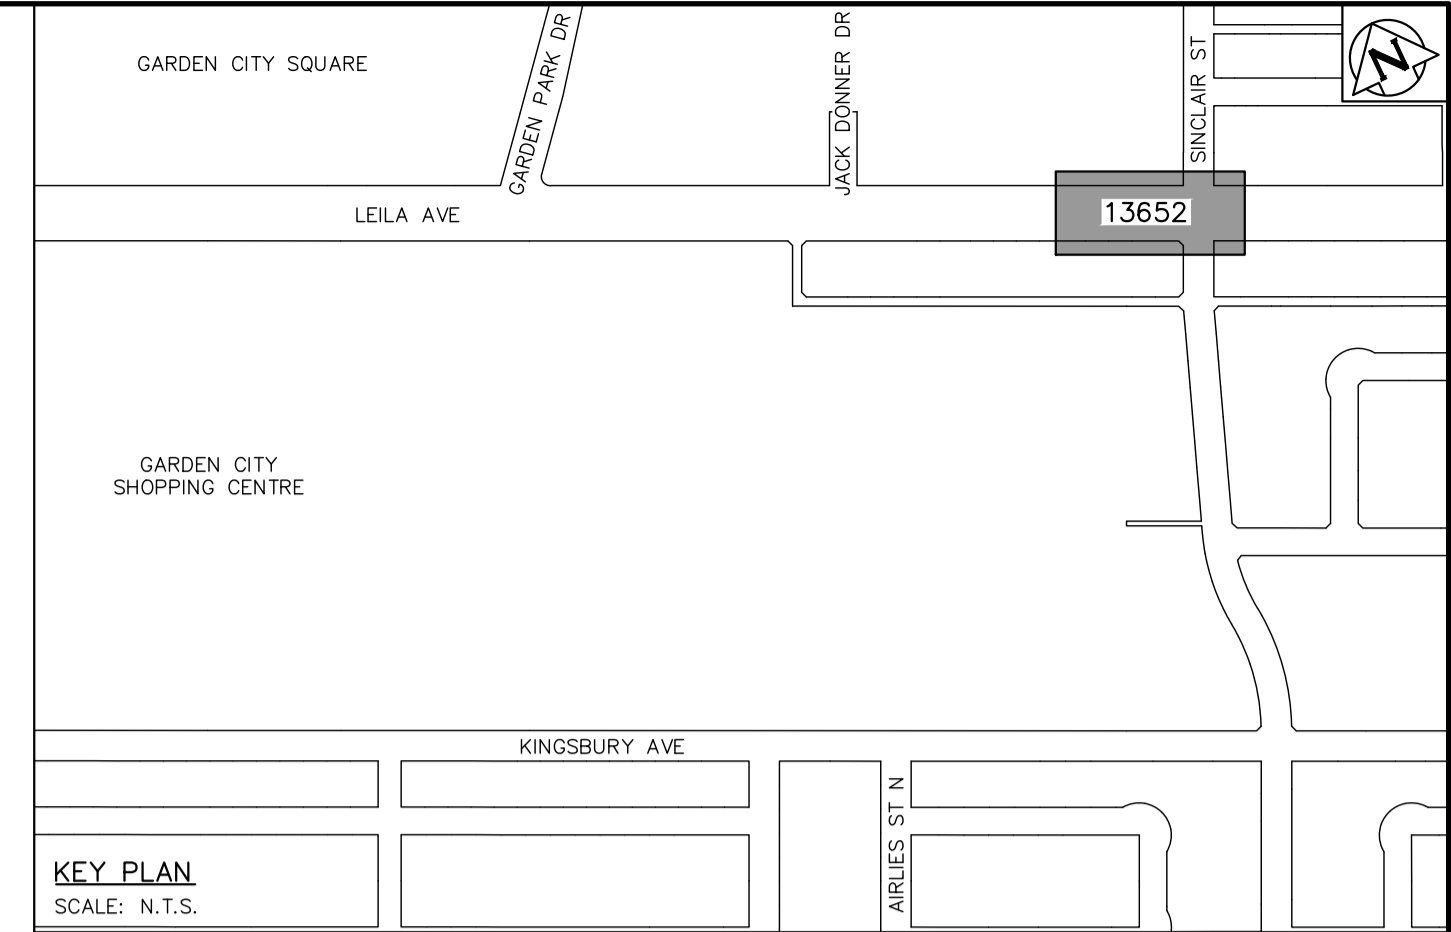 GARDEN CITY SQUARE
GARDEN PARK DR
JACK DONNER DR
SINCLAIR ST
N
LEILA AVE
13652
GARDEN CITY
SHOPPING CENTRE
KINGSBURY AVE
AIRLIES ST N
KEY PLAN
SCALE: N.T.S.